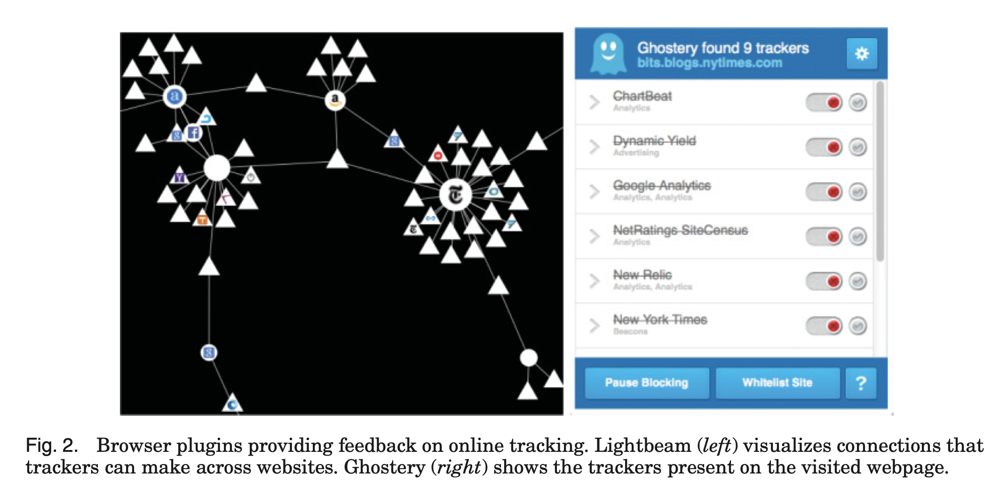 Ghostery found 9 trackers
bits.blogs.nytimes.com
ChartBeat
Analytics
Dynamic Yield
Advertising
Google Analytics
Analytics, Analytics
NetRatings SiteCensus
Analytics
New Relic
Analytics, Analytics
New York Times
Beacons
Pause Blocking
Whitelist Site
?
a
a
g
f
g
Y
T
T
T
g
Fig. 2. Browser plugins providing feedback on online tracking. Lightbeam (left) visualizes connections that
trackers can make across websites. Ghostery (right) shows the trackers present on the visited webpage.